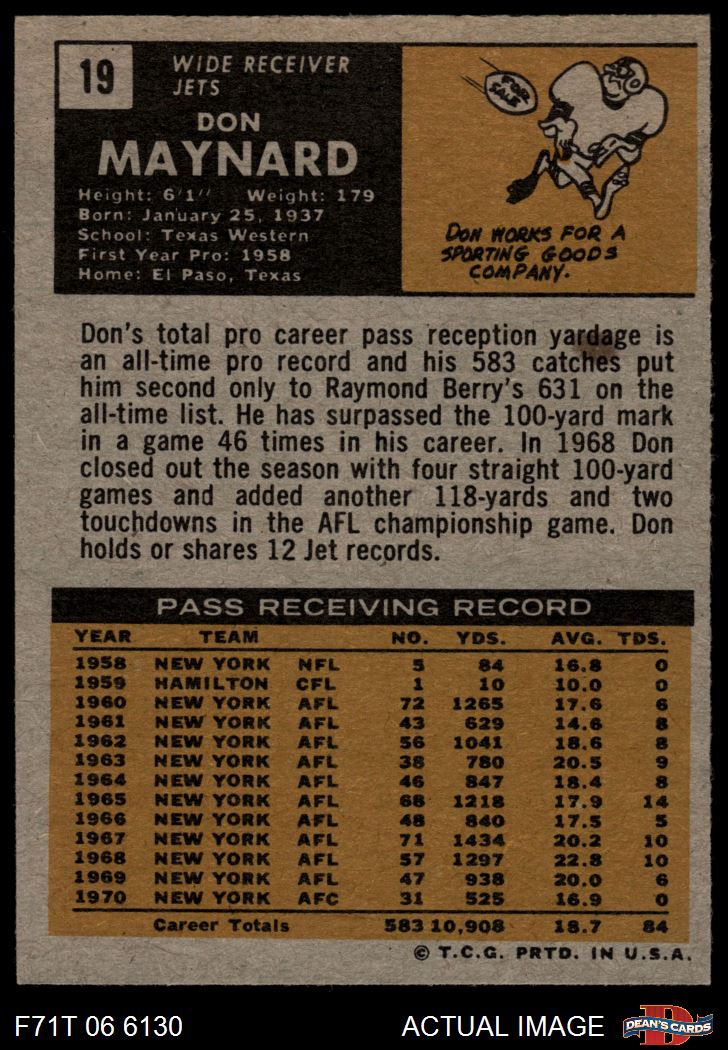 19
WIDE RECEIVER
JETS
DON
MAYNARD
Height: 6'1" Weight: 179
Born: January 25, 1937
School: Texas Western
First Year Pro: 1958
Home: El Paso, Texas
FOR
SALE
DON WORKS FOR A
SPORTING GOODS
COMPANY.
Don's total pro career pass reception yardage is
an all-time pro record and his 583 catches put
him second only to Raymond Berry's 631 on the
all-time list. He has surpassed the 100-yard mark
in a game 46 times in his career. In 1968 Don
closed out the season with four straight 100-yard
games and added another 118-yards and two
touchdowns in the AFL championship game. Don
holds or shares 12 Jet records.
PASS RECEIVING RECORD
YEAR TEAM NO. YDS. AVG. TDS.
1958 NEW YORK NFL 5 84 16.8 0
1959 HAMILTON CFL 1 10 10.0 0
1960 NEW YORK AFL 72 1265 17.6 6
1961 NEW YORK AFL 43 629 14.6 8
1962 NEW YORK AFL 56 1041 18.6 8
1963 NEW YORK AFL 38 780 20.5 9
1964 NEW YORK AFL 46 847 18.4 8
1965 NEW YORK AFL 68 1218 17.9 14
1966 NEW YORK AFL 48 840 17.5 5
1967 NEW YORK AFL 71 1434 20.2 10
1968 NEW YORK AFL 57 1297 22.8 10
1969 NEW YORK AFL 47 938 20.0 6
1970 NEW YORK AFC 31 525 16.9 0
Career Totals 583 10,908 18.7 84
© T.C.G. PRTD. IN U.S.A.
F71T 06 6130 ACTUAL IMAGE
D
DEAN'S CARDS